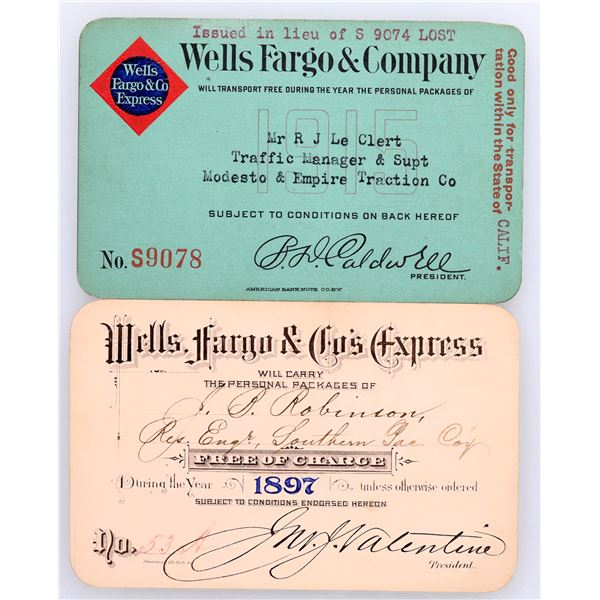 Issued in lieu of S 9074 LOST
Wells
Fargo & Co
Express
Wells Fargo & Company
WILL TRANSPORT FREE DURING THE YEAR THE PERSONAL PACKAGES OF
1915
Mr R J Le Clert
Traffic Manager & Supt
Modesto & Empire Traction Co
SUBJECT TO CONDITIONS ON BACK HEREOF
No. S9078
B. D. Caldwell
PRESIDENT.
AMERICAN BANK NOTE CO. N.Y.
Good only for transpor-
tation within the State of
CALIF.
Wells, Fargo & Co's Express
WILL CARRY
THE PERSONAL PACKAGES OF
J. P. Robinson,
Res. Engr, Southern Pac. Coy
FREE OF CHARGE
During the Year 1897 unless otherwise ordered
SUBJECT TO CONDITIONS ENDORSED HEREON
No. 53 A
Jno. J. Valentine
President.